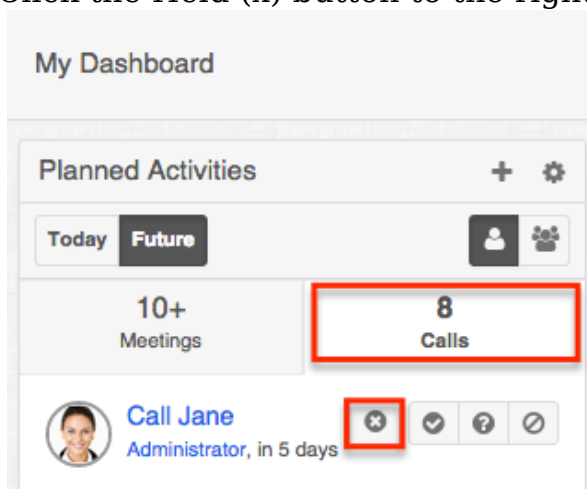 My Dashboard
Planned Activities
Today Future
10+ 8
Meetings Calls
Call Jane
Administrator, in 5 days